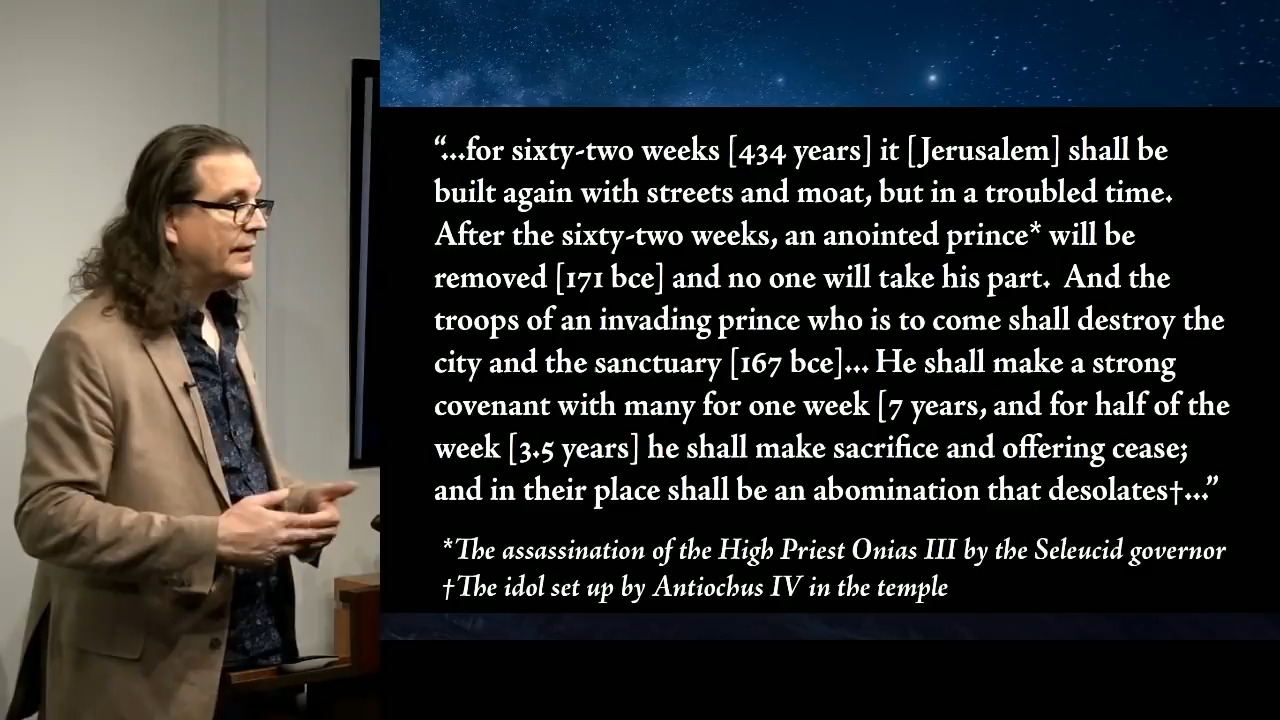 “...for sixty-two weeks [434 years] it [Jerusalem] shall be
built again with streets and moat, but in a troubled time.
After the sixty-two weeks, an anointed prince* will be
removed [171 bce] and no one will take his part. And the
troops of an invading prince who is to come shall destroy the
city and the sanctuary [167 bce]... He shall make a strong
covenant with many for one week [7 years, and for half of the
week [3.5 years] he shall make sacrifice and offering cease;
and in their place shall be an abomination that desolates†...”
*The assassination of the High Priest Onias III by the Seleucid governor
†The idol set up by Antiochus IV in the temple